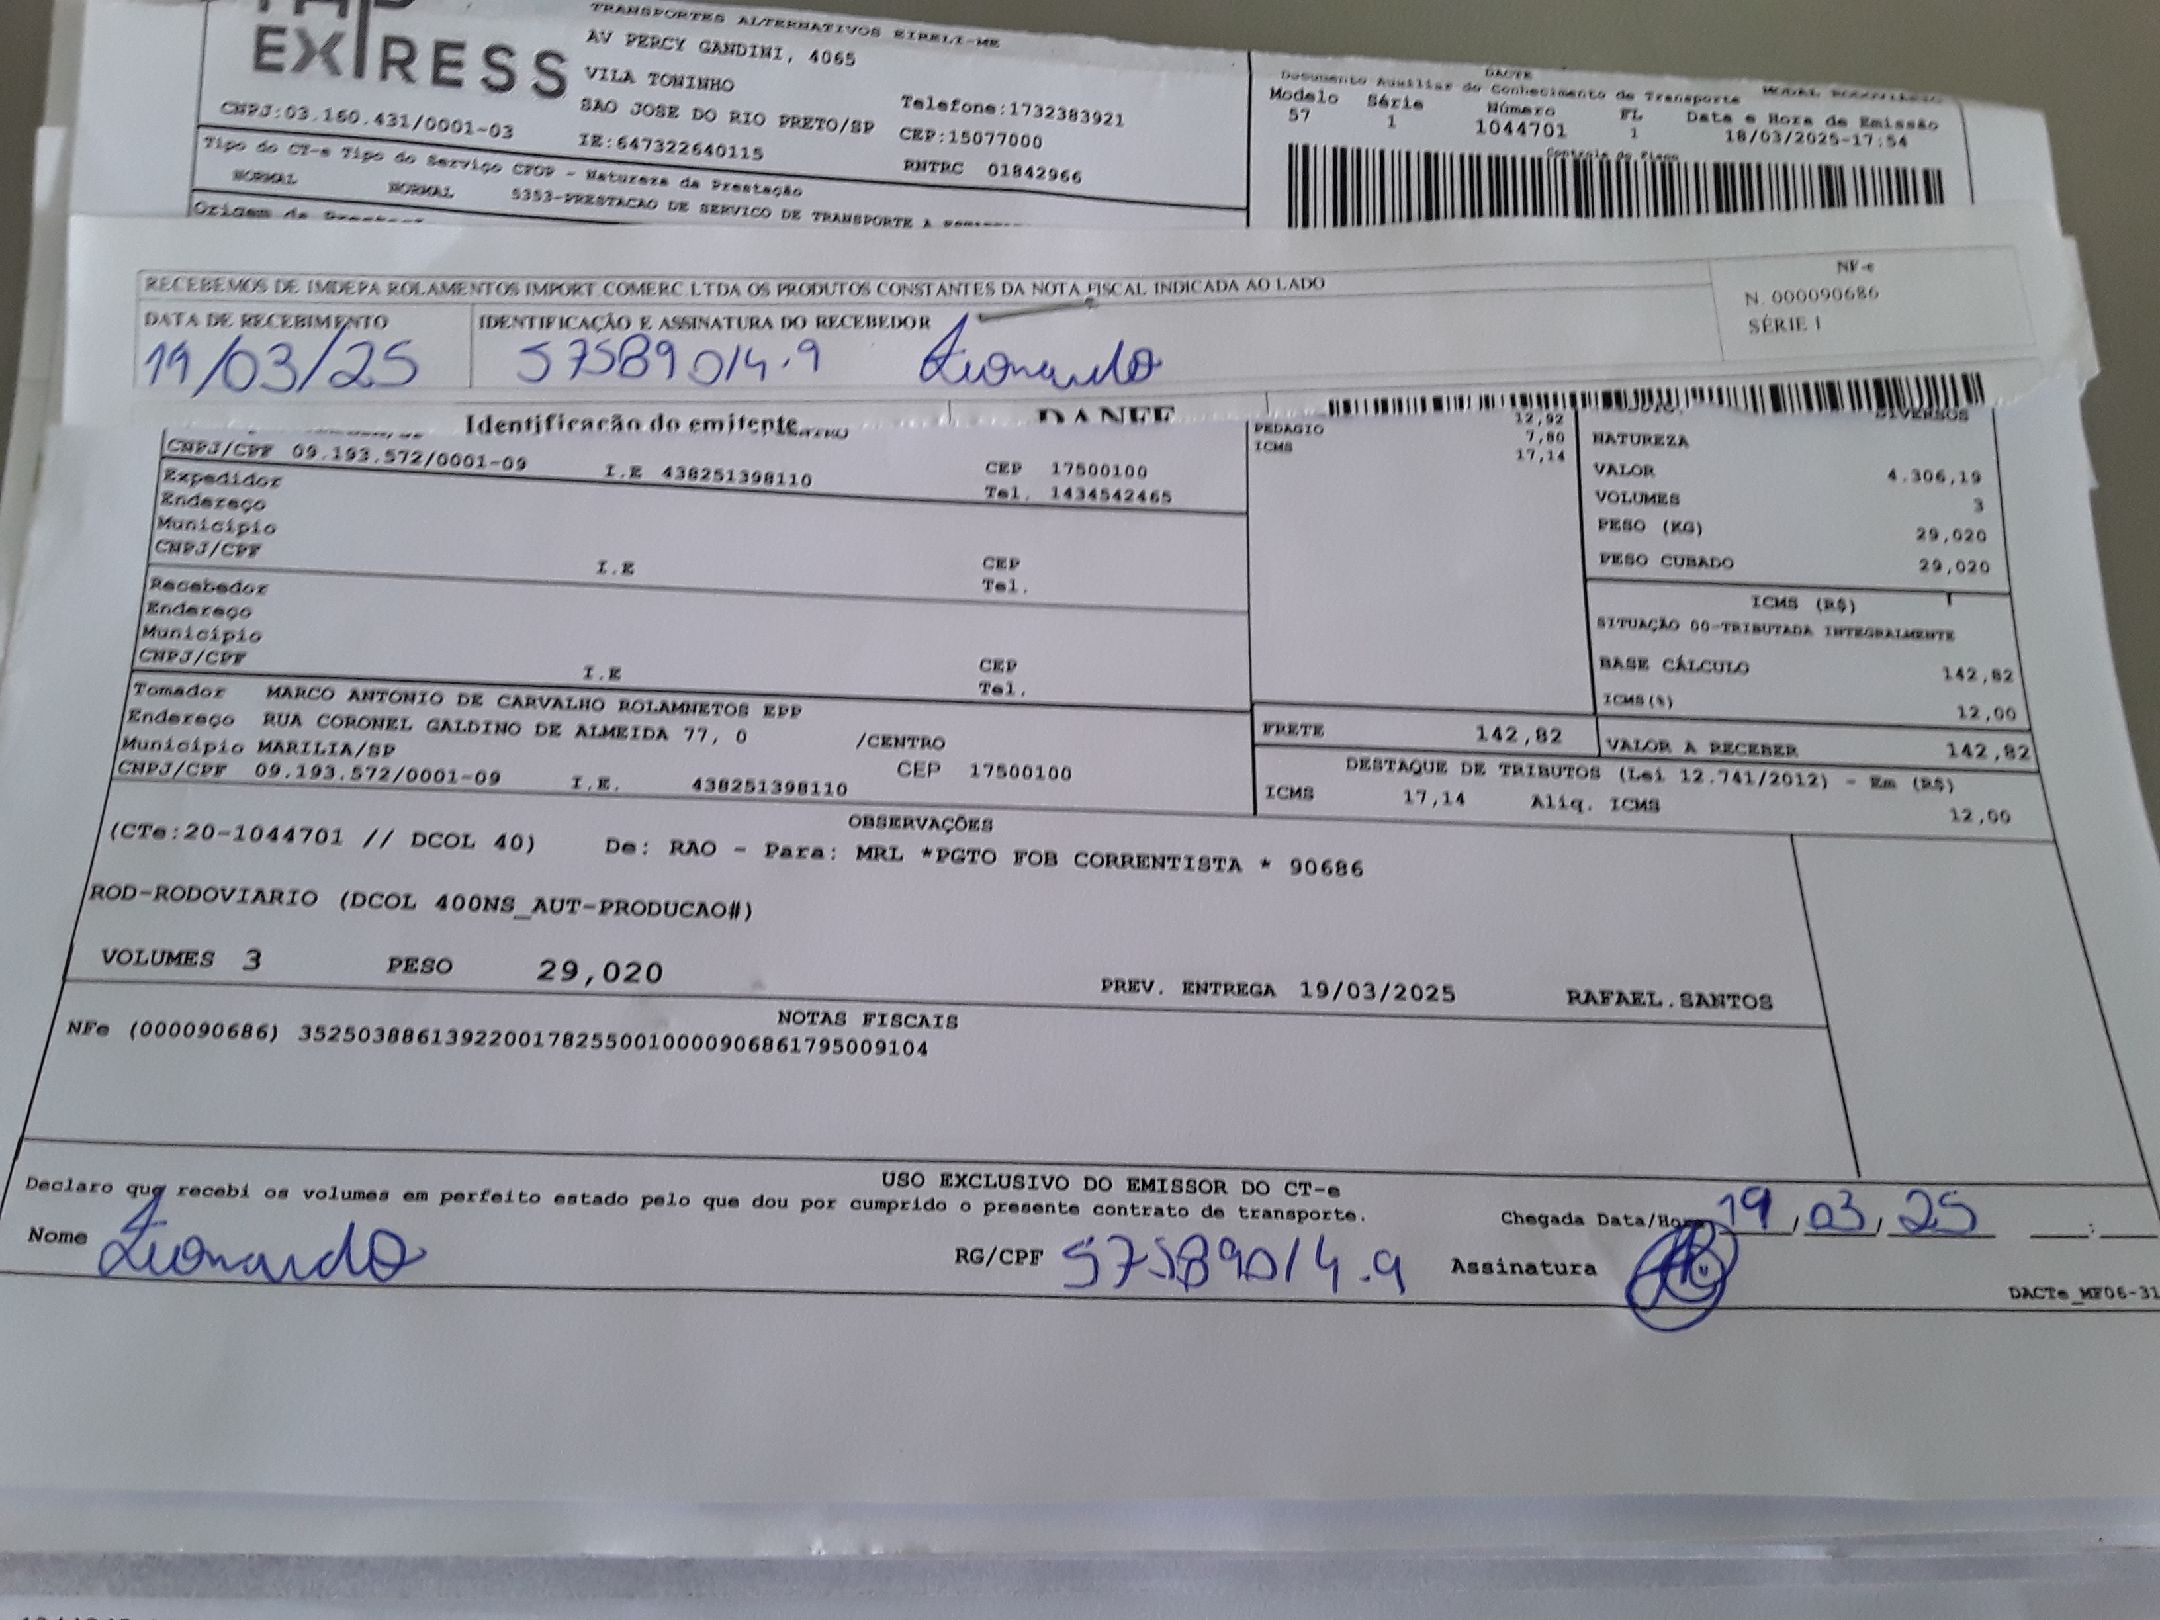 EXPRESS
TRANSPORTES ALTERNATIVOS EIRELI-ME
AV PERCY GANDINI, 4065
VILA TONINHO
SAO JOSE DO RIO PRETO/SP
Telefone:1732383921
CNPJ:03.160.431/0001-03
IE:647322640115
CEP:15077000
RNTRC 01842966
Tipo do CT-e Tipo do Serviço CFOP - Natureza da Prestação
NORMAL NORMAL 5353-PRESTACAO DE SERVICO DE TRANSPORTE A
Origem da
DACTE
Documento Auxiliar do Conhecimento de Transporte
Modelo Série Número FL Data e Hora de Emissão
57 1 1044701 1 18/03/2025-17:54
Controle do Fisco
RECEBEMOS DE IMDEPA ROLAMENTOS IMPORT COMERC LTDA OS PRODUTOS CONSTANTES DA NOTA FISCAL INDICADA AO LADO
NF-e
N. 000090686
SÉRIE 1
DATA DE RECEBIMENTO
IDENTIFICAÇÃO E ASSINATURA DO RECEBEDOR
19/03/25
57589014.9 Leonardo
Identificação do emitente
DANFE
CNPJ/CPF 09.193.572/0001-09 I.E 438251398110 CEP 17500100
Tel. 1434542465
Expedidor
Endereço
Município
CNPJ/CPF I.E CEP
Tel.
Recebedor
Endereço
Município
CNPJ/CPF I.E CEP
Tel.
Tomador MARCO ANTONIO DE CARVALHO ROLAMNETOS EPP
Endereço RUA CORONEL GALDINO DE ALMEIDA 77, 0 /CENTRO
Município MARILIA/SP CEP 17500100
CNPJ/CPF 09.193.572/0001-09 I.E. 438251398110
12,92
PEDAGIO 7,80
ICMS 17,14
DIVERSOS
NATUREZA
VALOR 4.306,19
VOLUMES 3
PESO (KG) 29,020
PESO CUBADO 29,020
ICMS (R$)
SITUAÇÃO 00-TRIBUTADA INTEGRALMENTE
BASE CÁLCULO 142,82
ICMS(%) 12,00
FRETE 142,82 VALOR A RECEBER 142,82
DESTAQUE DE TRIBUTOS (Lei 12.741/2012) - Em (R$)
ICMS 17,14 Aliq. ICMS 12,00
OBSERVAÇÕES
(CTe:20-1044701 // DCOL 40) De: RAO - Para: MRL *PGTO FOB CORRENTISTA * 90686
ROD-RODOVIARIO (DCOL 400NS_AUT-PRODUCAO#)
VOLUMES 3 PESO 29,020 PREV. ENTREGA 19/03/2025 RAFAEL.SANTOS
NOTAS FISCAIS
NFe (000090686) 35250388613922001782550010000906861795009104
USO EXCLUSIVO DO EMISSOR DO CT-e
Declaro que recebi os volumes em perfeito estado pelo que dou por cumprido o presente contrato de transporte.
Chegada Data/Hora 19/03/25 :
Nome Leonardo RG/CPF 57589014.9 Assinatura
DACTe_MF06-31